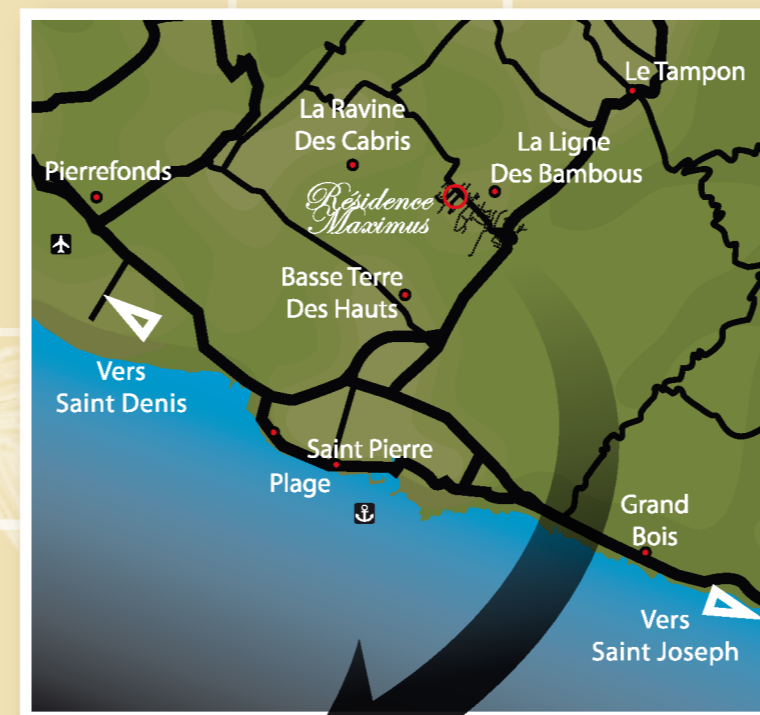 Le Tampon
La Ravine
Des Cabris
La Ligne
Des Bambous
Pierrefonds
Résidence
Maximus
Basse Terre
Des Hauts
Vers
Saint Denis
Saint Pierre
Plage
Grand
Bois
Vers
Saint Joseph